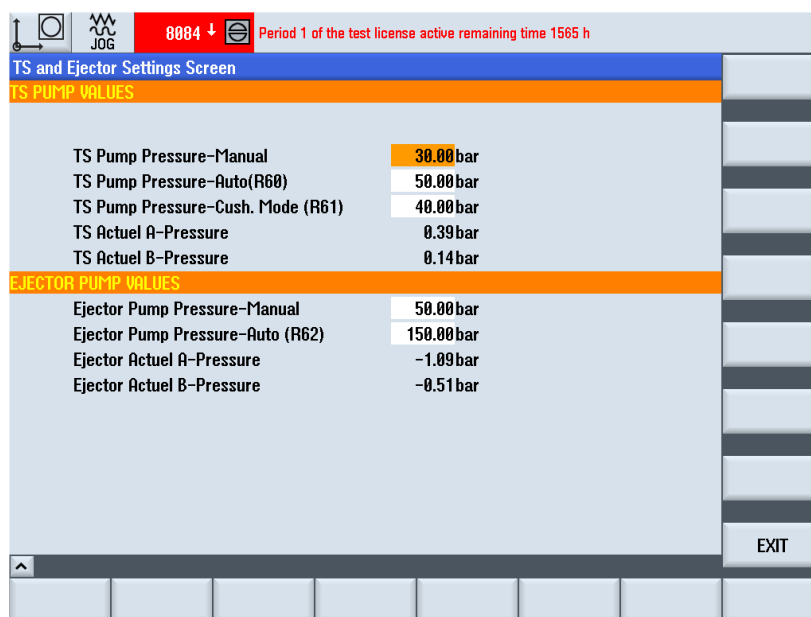 JOG
8084 ↓ Period 1 of the test license active remaining time 1565 h
TS and Ejector Settings Screen
TS PUMP VALUES
TS Pump Pressure-Manual 30.00 bar
TS Pump Pressure-Auto(R60) 50.00 bar
TS Pump Pressure-Cush. Mode (R61) 40.00 bar
TS Actuel A-Pressure 0.39 bar
TS Actuel B-Pressure 0.14 bar
EJECTOR PUMP VALUES
Ejector Pump Pressure-Manual 50.00 bar
Ejector Pump Pressure-Auto (R62) 150.00 bar
Ejector Actuel A-Pressure -1.09 bar
Ejector Actuel B-Pressure -0.51 bar
EXIT